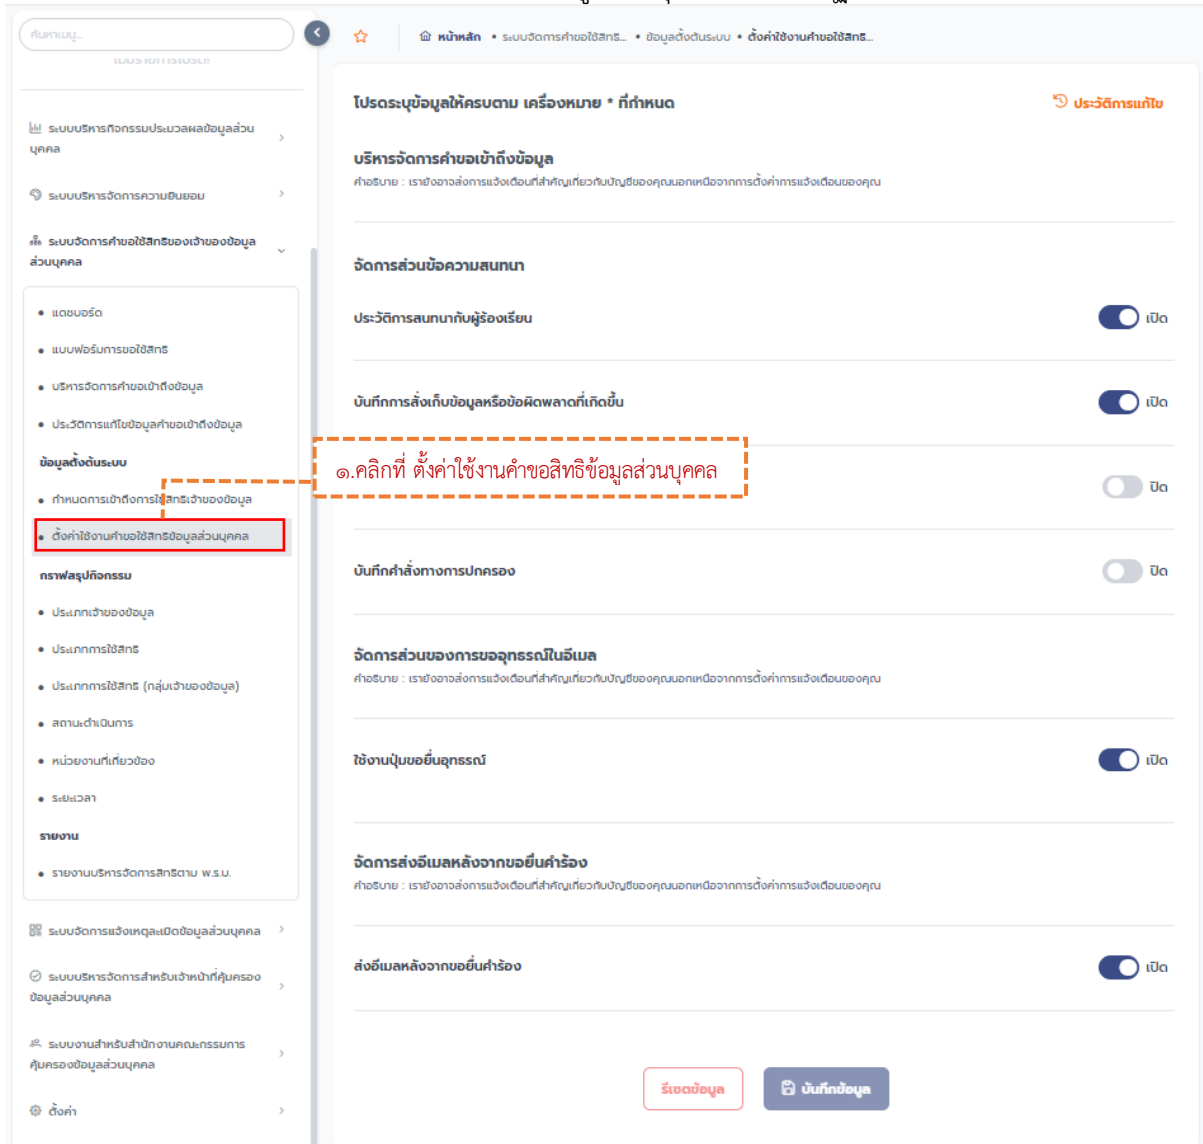 ค้นหาเมนู...
หน้าหลัก • ระบบจัดการคำขอใช้สิทธิ... • ข้อมูลตั้งต้นระบบ • ตั้งค่าใช้งานคำขอใช้สิทธิ...
ไม่มีรายการโปรด!
ระบบบริหารกิจกรรมประมวลผลข้อมูลส่วน
บุคคล
ระบบบริหารจัดการความยินยอม
ระบบจัดการคำขอใช้สิทธิของเจ้าของข้อมูล
ส่วนบุคคล
• แดชบอร์ด
• แบบฟอร์มการขอใช้สิทธิ
• บริหารจัดการคำขอเข้าถึงข้อมูล
• ประวัติการแก้ไขข้อมูลคำขอเข้าถึงข้อมูล
ข้อมูลตั้งต้นระบบ
• กำหนดการเข้าถึงการใช้สิทธิเจ้าของข้อมูล
• ตั้งค่าใช้งานคำขอใช้สิทธิข้อมูลส่วนบุคคล
กราฟสรุปกิจกรรม
• ประเภทเจ้าของข้อมูล
• ประเภทการใช้สิทธิ
• ประเภทการใช้สิทธิ (กลุ่มเจ้าของข้อมูล)
• สถานะดำเนินการ
• หน่วยงานที่เกี่ยวข้อง
• ระยะเวลา
รายงาน
• รายงานบริหารจัดการสิทธิตาม พ.ร.บ.
ระบบจัดการแจ้งเหตุละเมิดข้อมูลส่วนบุคคล
ระบบบริหารจัดการสำหรับเจ้าหน้าที่คุ้มครอง
ข้อมูลส่วนบุคคล
ระบบงานสำหรับสำนักงานคณะกรรมการ
คุ้มครองข้อมูลส่วนบุคคล
ตั้งค่า
โปรดระบุข้อมูลให้ครบตาม เครื่องหมาย * ที่กำหนด
ประวัติการแก้ไข
บริหารจัดการคำขอเข้าถึงข้อมูล
คำอธิบาย : เรายังอาจส่งการแจ้งเตือนที่สำคัญเกี่ยวกับบัญชีของคุณนอกเหนือจากการตั้งค่าการแจ้งเตือนของคุณ
จัดการส่วนข้อความสนทนา
ประวัติการสนทนากับผู้ร้องเรียน
เปิด
บันทึกการสั่งเก็บข้อมูลหรือข้อผิดพลาดที่เกิดขึ้น
เปิด
๑.คลิกที่ ตั้งค่าใช้งานคำขอสิทธิข้อมูลส่วนบุคคล
ปิด
บันทึกคำสั่งทางการปกครอง
ปิด
จัดการส่วนของการขออุทธรณ์ในอีเมล
คำอธิบาย : เรายังอาจส่งการแจ้งเตือนที่สำคัญเกี่ยวกับบัญชีของคุณนอกเหนือจากการตั้งค่าการแจ้งเตือนของคุณ
ใช้งานปุ่มขอยื่นอุทธรณ์
เปิด
จัดการส่งอีเมลหลังจากขอยื่นคำร้อง
คำอธิบาย : เรายังอาจส่งการแจ้งเตือนที่สำคัญเกี่ยวกับบัญชีของคุณนอกเหนือจากการตั้งค่าการแจ้งเตือนของคุณ
ส่งอีเมลหลังจากขอยื่นคำร้อง
เปิด
รีเซตข้อมูล
บันทึกข้อมูล